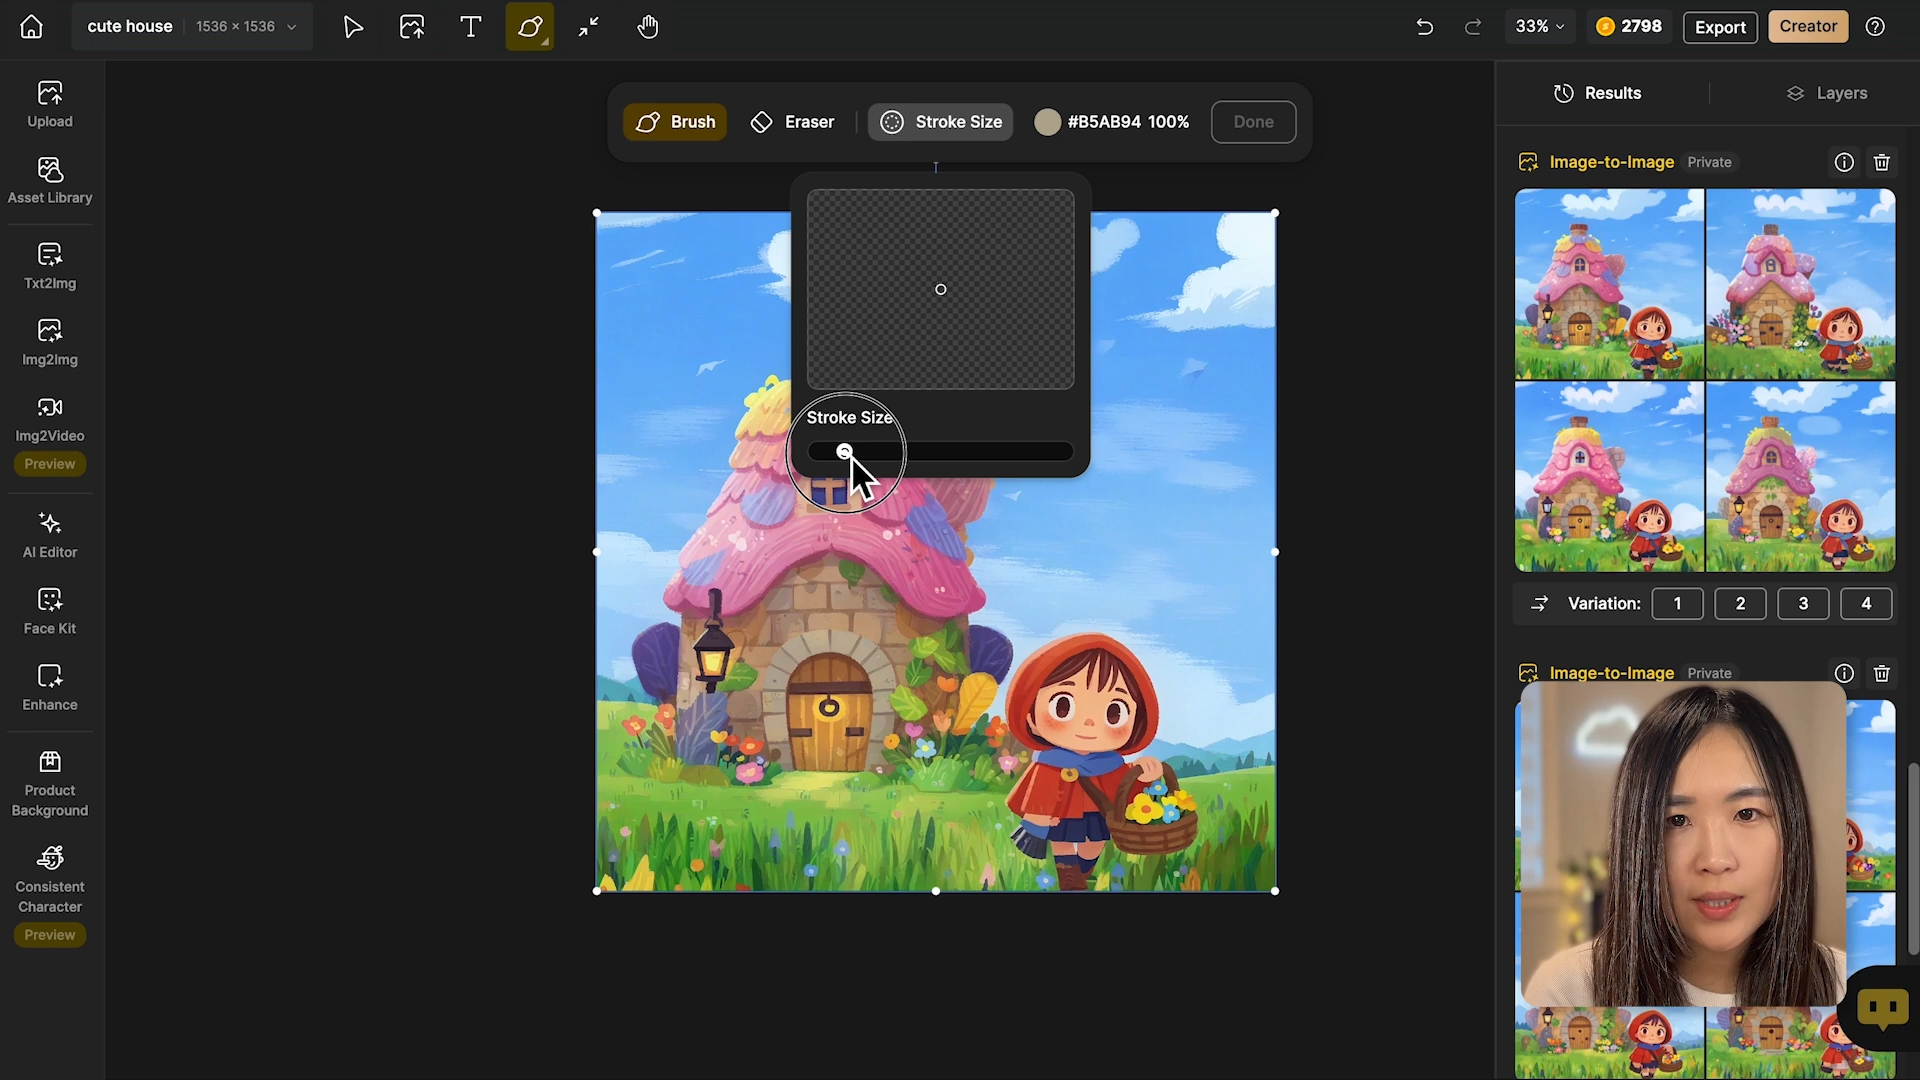 cute house
1536 × 1536
33%
2798
Export
Creator
Upload
Asset Library
Txt2Img
Img2Img
Img2Video
Preview
AI Editor
Face Kit
Enhance
Product
Background
Consistent
Character
Preview
Brush
Eraser
Stroke Size
#B5AB94 100%
Done
Stroke Size
Results
Layers
Image-to-Image Private
Variation: 1 2 3 4
Image-to-Image Private